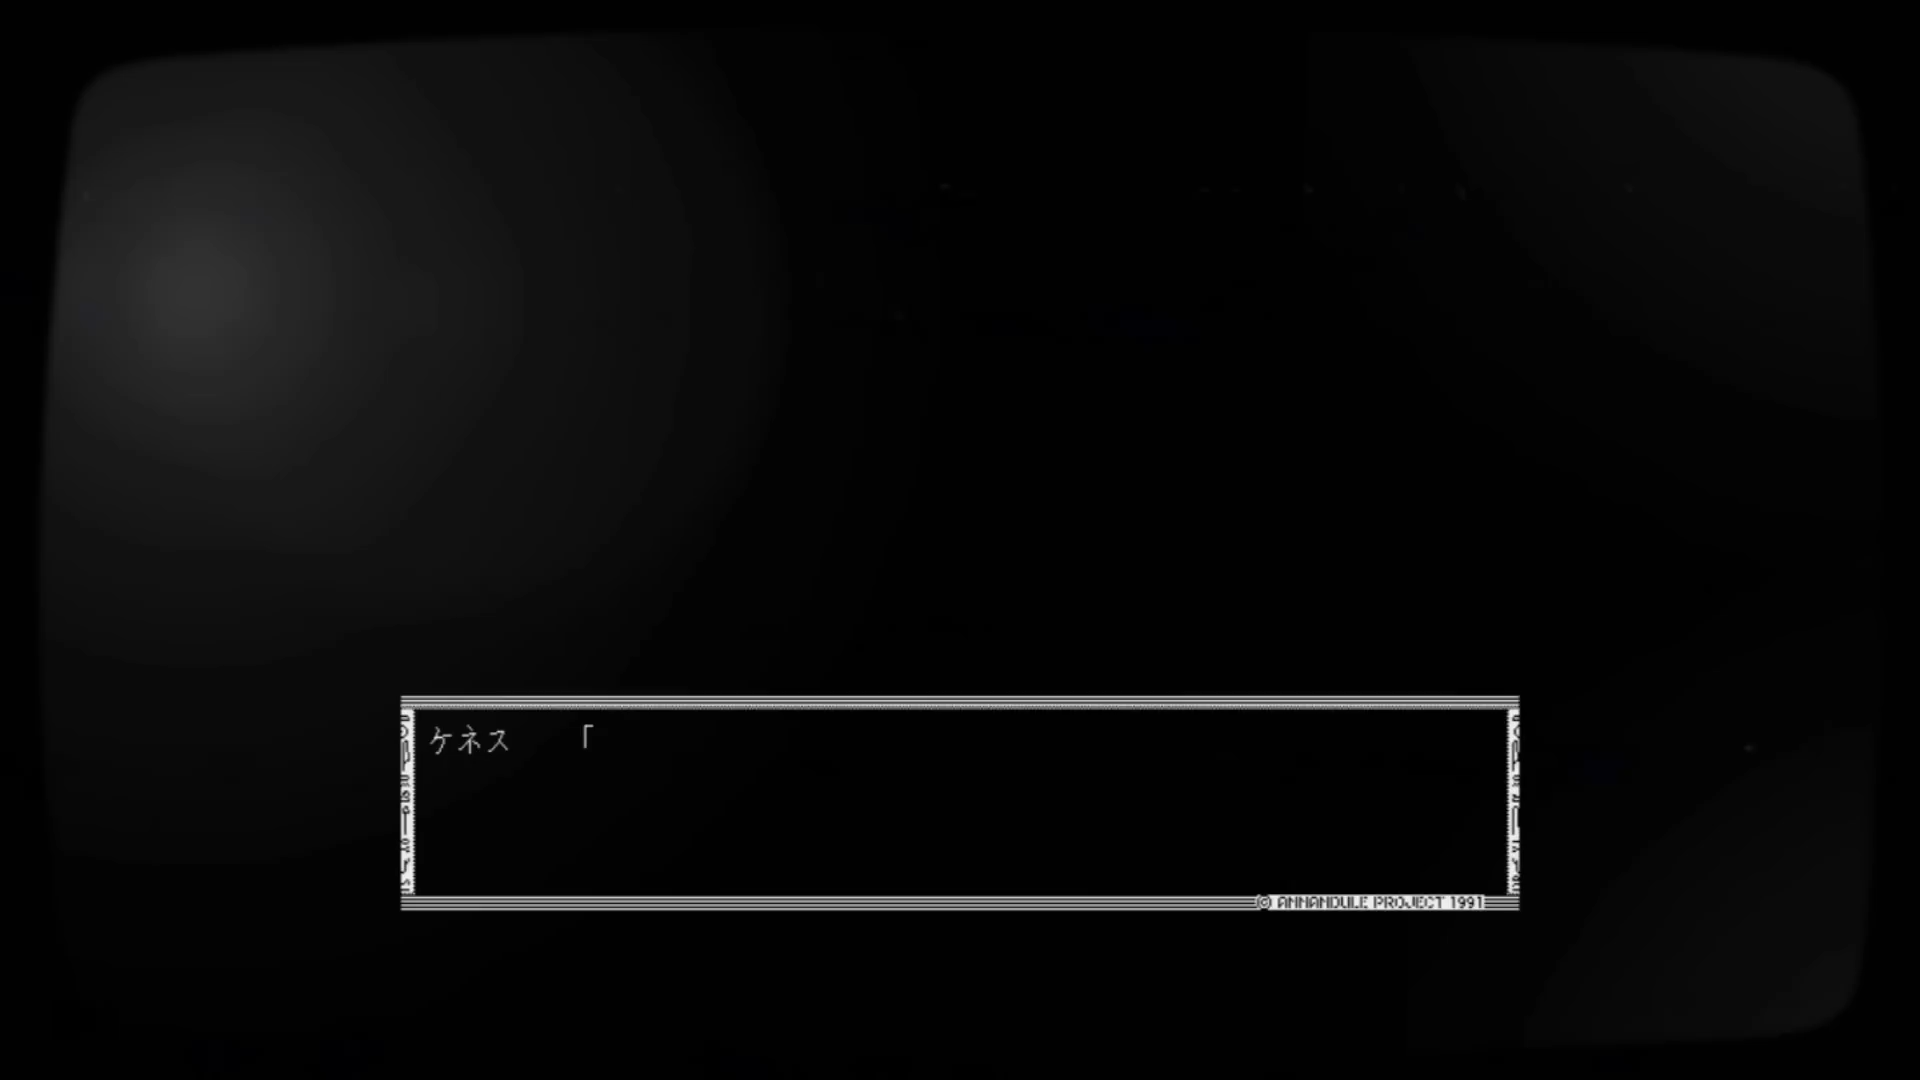 ケネス　　「
© ANNANDULE PROJECT 1991